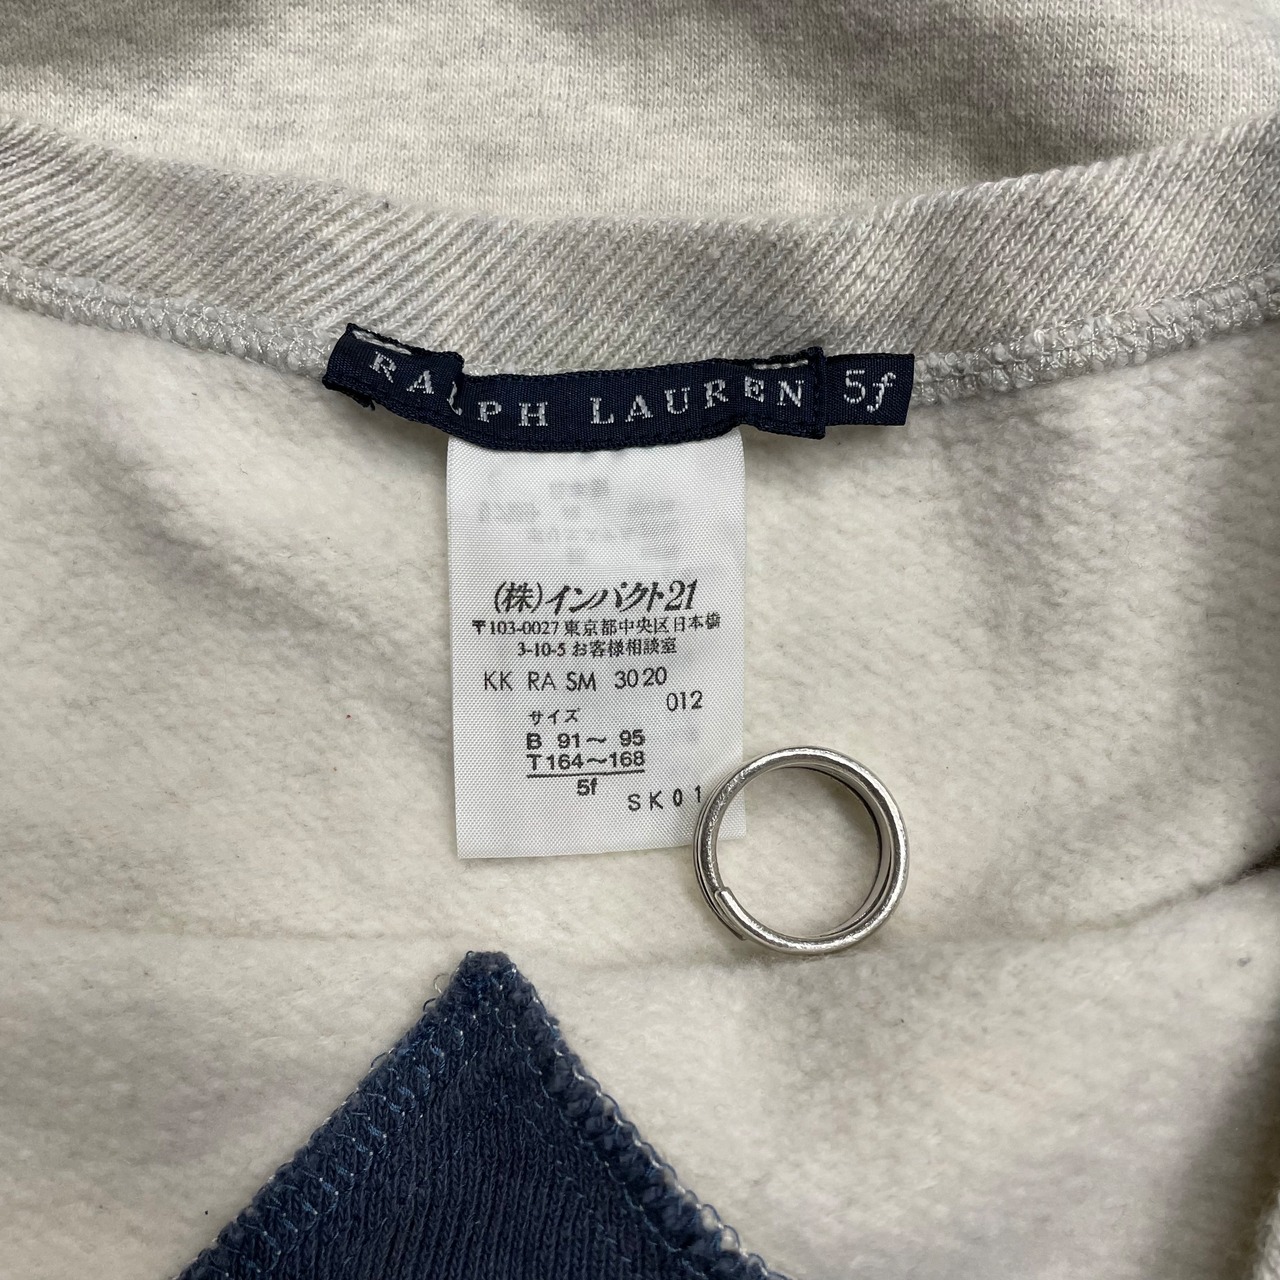 RALPH LAUREN
5f
(株)インパクト21
〒103-0027 東京都中央区日本橋
3-10-5 お客様相談室
KK RA SM 3020
012
サイズ
B 91〜 95
T164〜168
5f
SK01